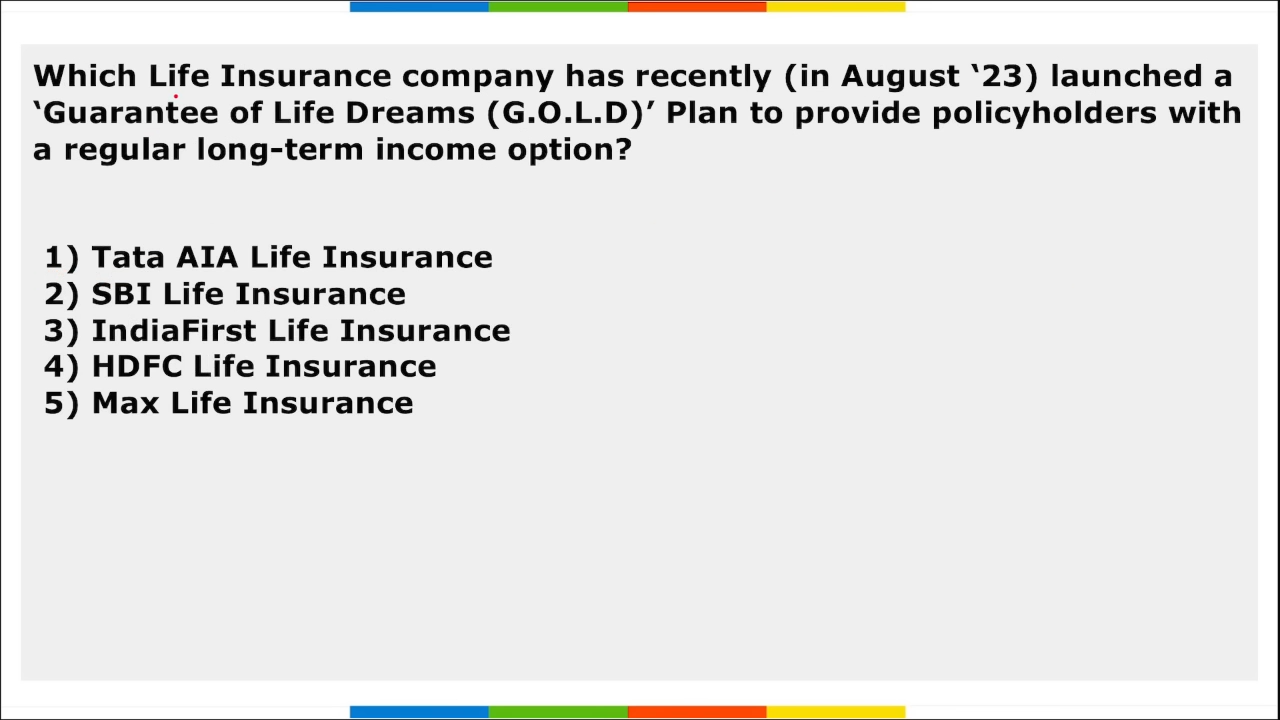 Which Life Insurance company has recently (in August ‘23) launched a
‘Guarantee of Life Dreams (G.O.L.D)’ Plan to provide policyholders with
a regular long-term income option?
1) Tata AIA Life Insurance
2) SBI Life Insurance
3) IndiaFirst Life Insurance
4) HDFC Life Insurance
5) Max Life Insurance